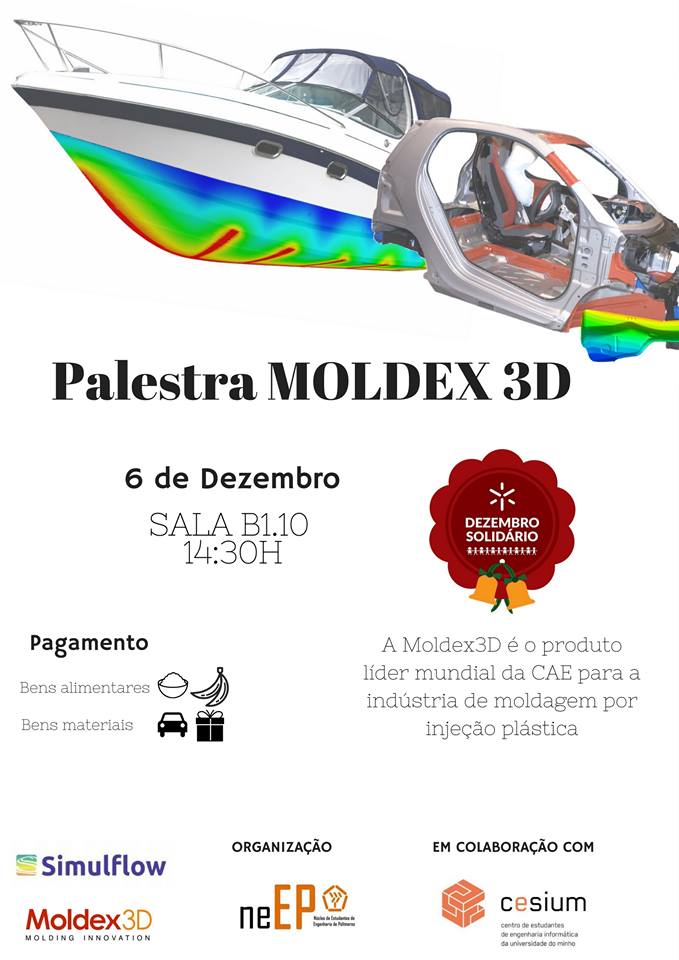 Palestra MOLDEX 3D
6 de Dezembro
SALA B1.10
14:30H
DEZEMBRO
SOLIDÁRIO
Pagamento
Bens alimentares
Bens materiais
A Moldex3D é o produto
líder mundial da CAE para a
indústria de moldagem por
injeção plástica
Simulflow
Moldex3D
MOLDING INNOVATION
ORGANIZAÇÃO
neEP
Núcleo de Estudantes de
Engenharia de Polímeros
EM COLABORAÇÃO COM
cesium
centro de estudantes
de engenharia informática
da universidade do minho